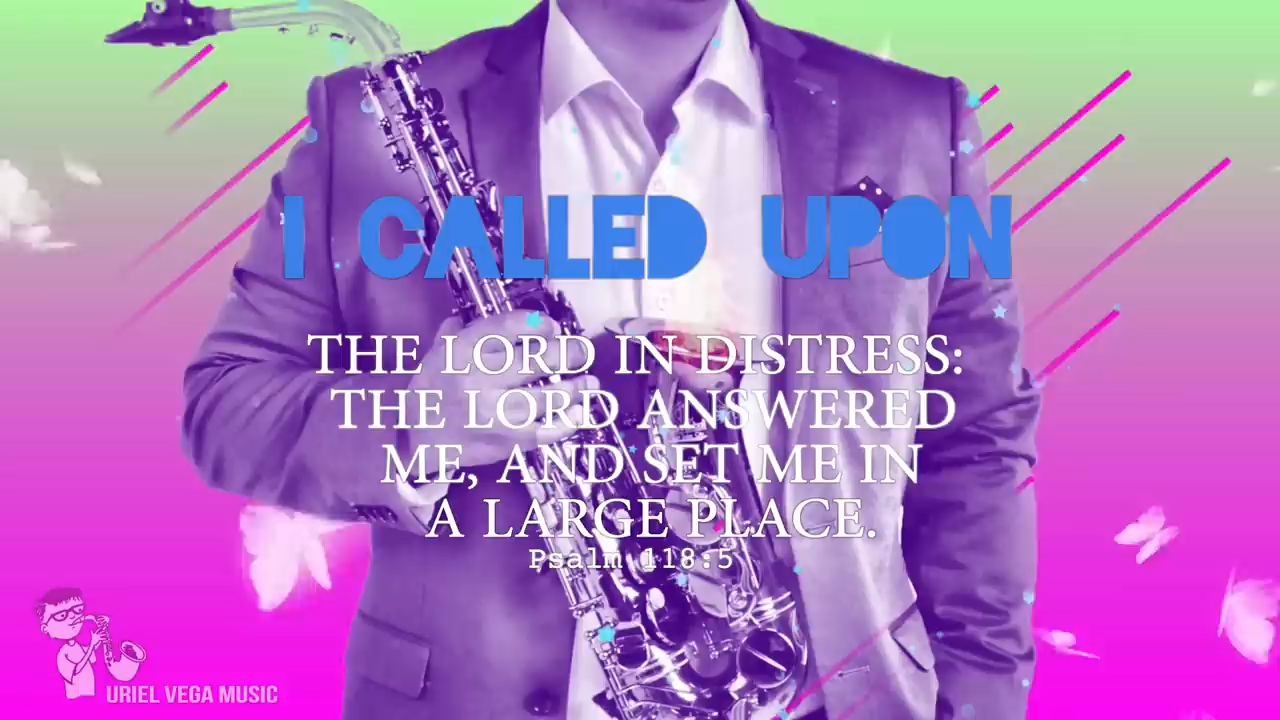 I CALLED UPON
THE LORD IN DISTRESS:
THE LORD ANSWERED
ME, AND SET ME IN
A LARGE PLACE.
Psalm 118:5
URIEL VEGA MUSIC